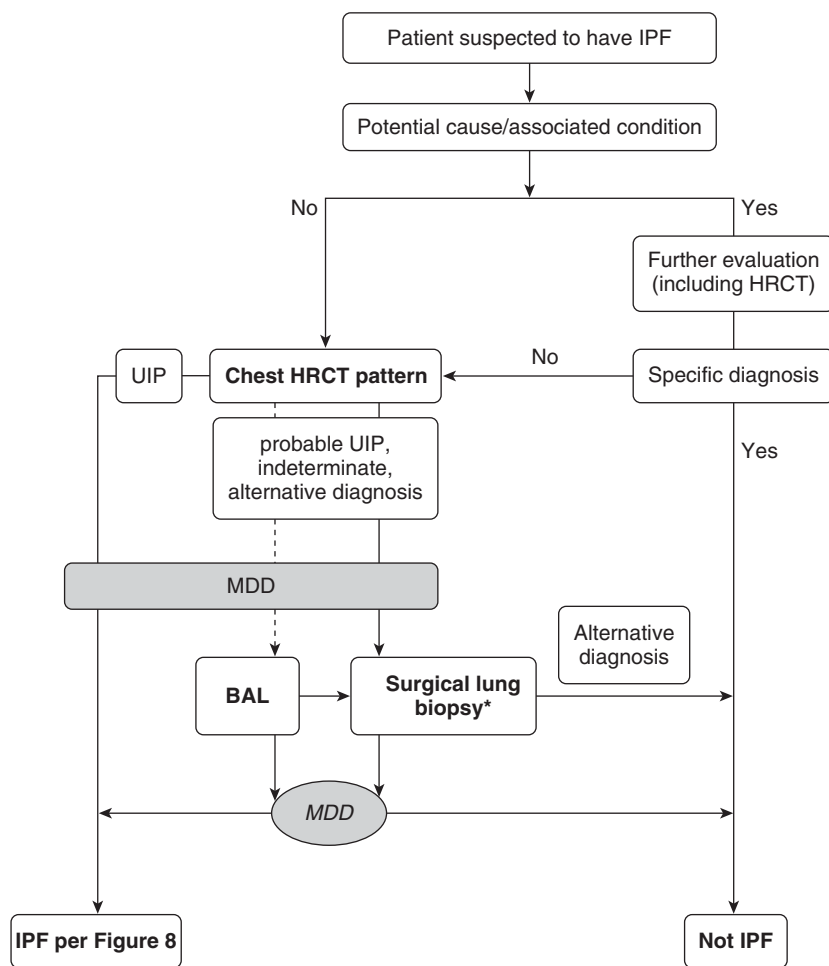 Patient suspected to have IPF
Potential cause/associated condition
No
Yes
Further evaluation
(including HRCT)
UIP
Chest HRCT pattern
No
Specific diagnosis
probable UIP,
indeterminate,
alternative diagnosis
Yes
MDD
Alternative
diagnosis
BAL
Surgical lung
biopsy*
MDD
IPF per Figure 8
Not IPF